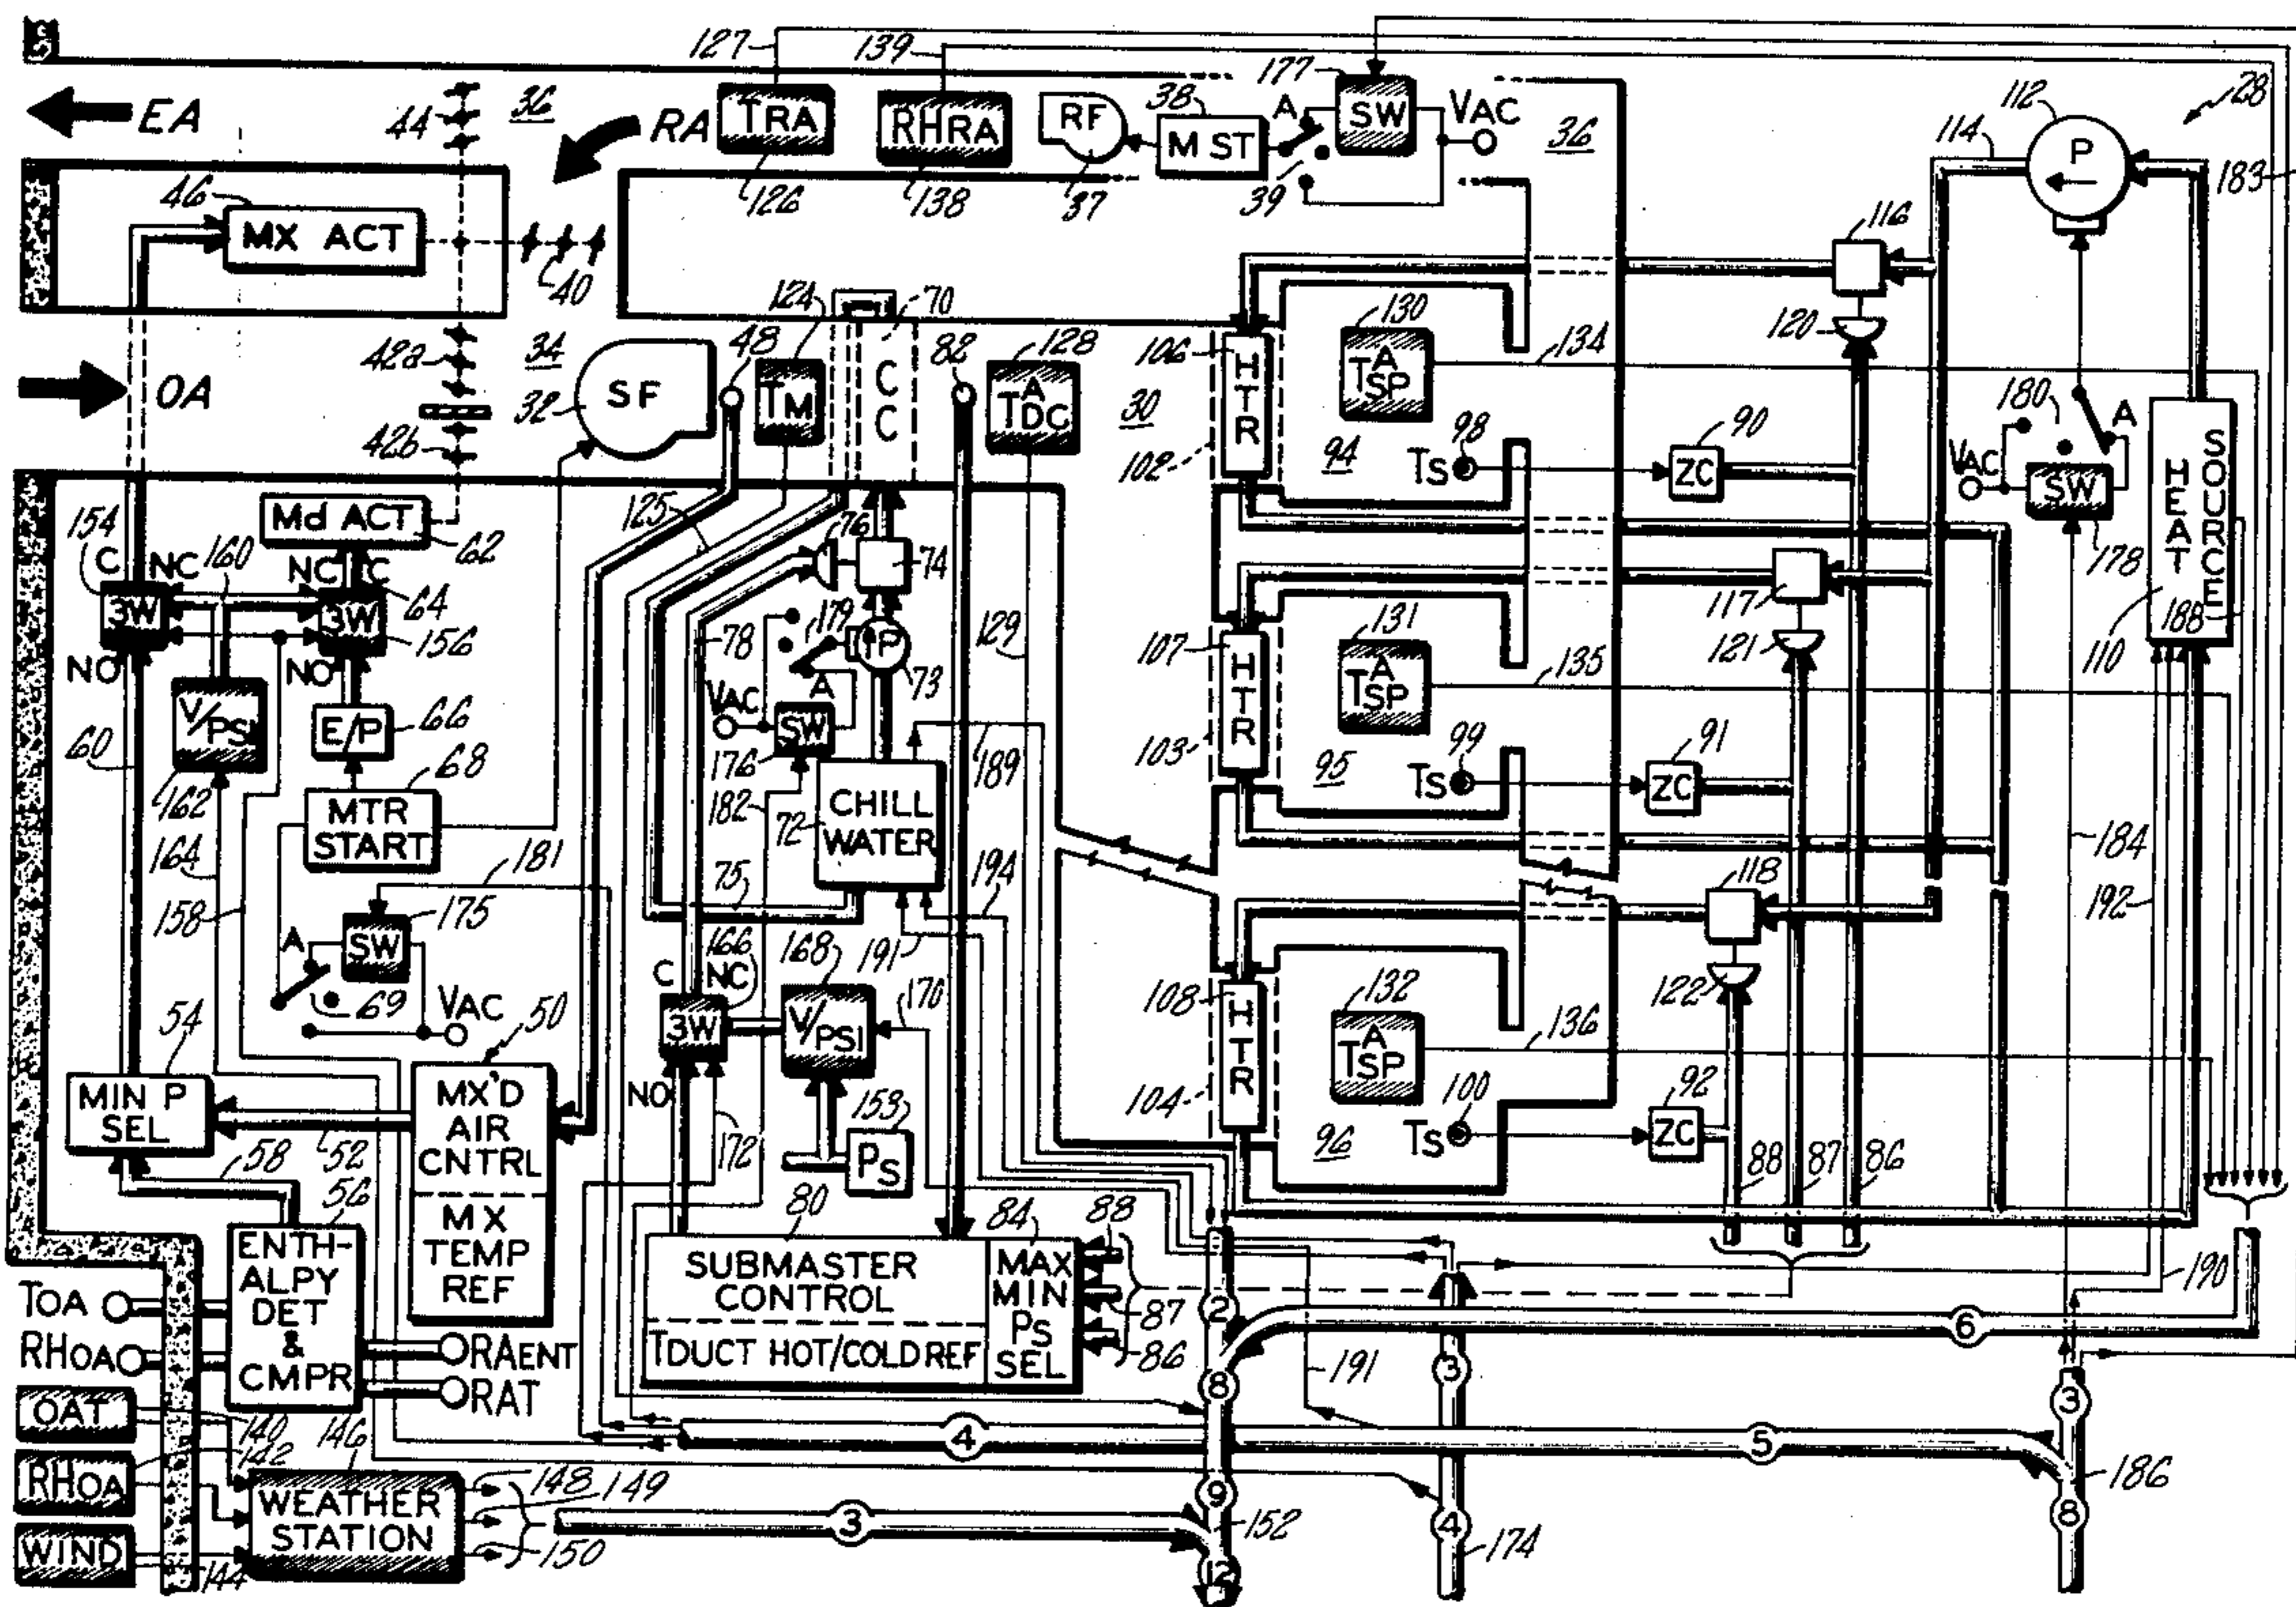 127
139
177
EA
44
36
RA
TRA
126
RHRA
138
RF
37
38
M ST
A
39
SW
VAC
36
112
28
114
P
183
46
MX ACT
40
116
120
124
70
42a
34
48
82
128
130
134
106
OA
32
SF
TM
CC
TADC
30
HTR
TASP
102
94
TS
98
90
ZC
180
A
VAC
SW
178
HEAT SOURCE
110
188
42b
Md ACT
62
154
C
NC
160
NC
C
64
3W
3W
156
NO
NO
125
76
74
78
179
P
73
129
117
121
107
HTR
131
TASP
135
103
95
TS
99
91
ZC
V/PSI
162
E/P
66
68
MTR START
60
164
158
181
VAC
A
SW
176
182
72
CHILL WATER
189
75
194
191
118
184
192
A
SW
175
69
VAC
C
166
NC
168
3W
V/PSI
170
NO
172
153
PS
108
HTR
132
TASP
136
104
96
TS
100
92
ZC
122
88
87
86
54
MIN P SEL
50
MX'D AIR CNTRL
MX TEMP REF
52
58
56
ENTH-
ALPY
DET
&
CMPR
80
SUBMASTER CONTROL
TDUCT HOT/COLD REF
84
MAX
MIN
PS
SEL
88
87
86
190
TOA
RHOA
RAENT
RAT
2
6
3
191
8
3
OAT
140
142
146
4
5
186
RHOA
148
149
WEATHER STATION
3
9
152
4
174
8
WIND
144
150
12